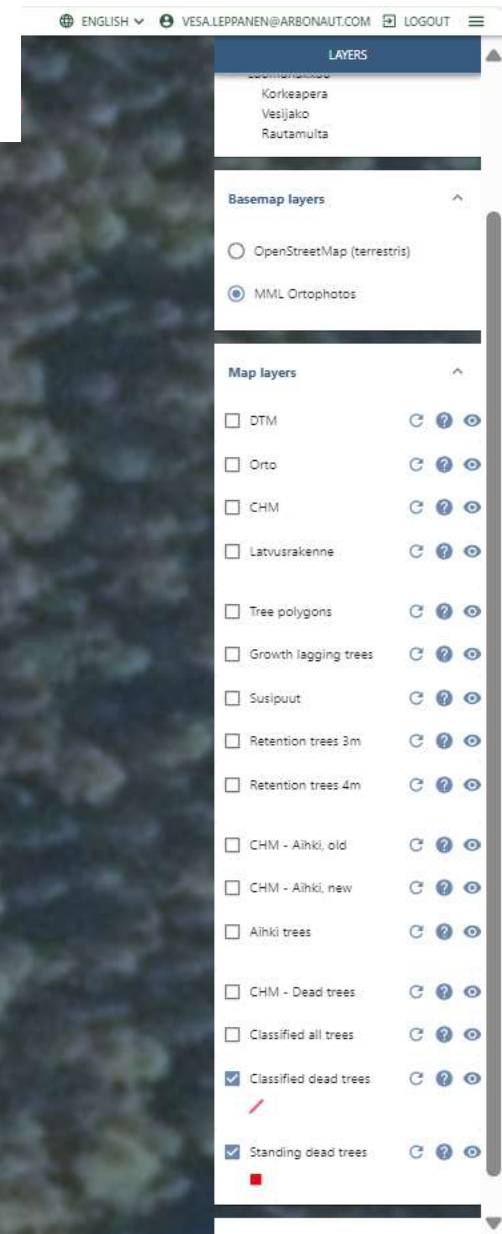 ENGLISH VESA.LEPPANEN@ARBONAUT.COM LOGOUT
LAYERS
Korkeapera
Vesijako
Rautamulta
Basemap layers
OpenStreetMap (terrestris)
MML Ortophotos
Map layers
DTM
Orto
CHM
Latvusrakenne
Tree polygons
Growth lagging trees
Susipuut
Retention trees 3m
Retention trees 4m
CHM - Aihki, old
CHM - Aihki, new
Aihki trees
CHM - Dead trees
Classified all trees
Classified dead trees
Standing dead trees